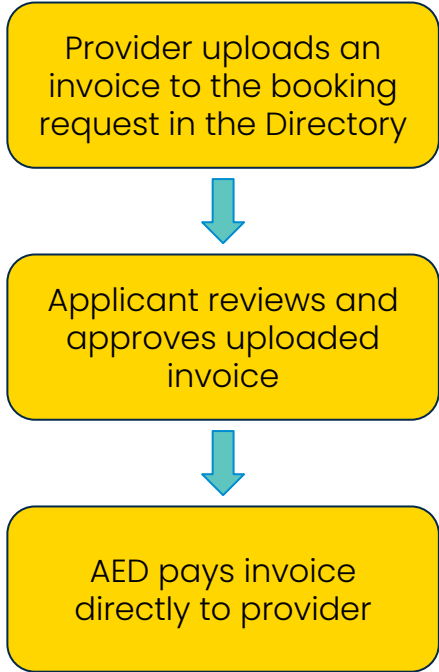 Provider uploads an
invoice to the booking
request in the Directory
Applicant reviews and
approves uploaded
invoice
AED pays invoice
directly to provider